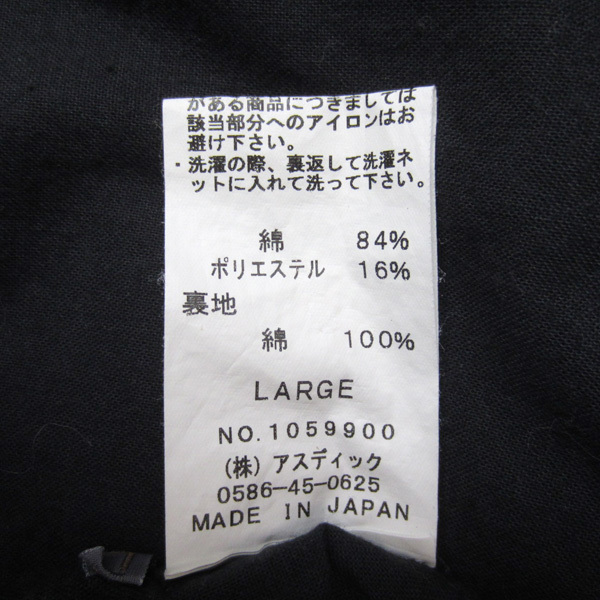 がある商品につきましては
該当部分へのアイロンはお
避け下さい。
・洗濯の際、裏返して洗濯ネ
ットに入れて洗って下さい。
綿 84%
ポリエステル 16%
裏地
綿 100%
LARGE
NO.1059900
(株) アスディック
0586-45-0625
MADE IN JAPAN